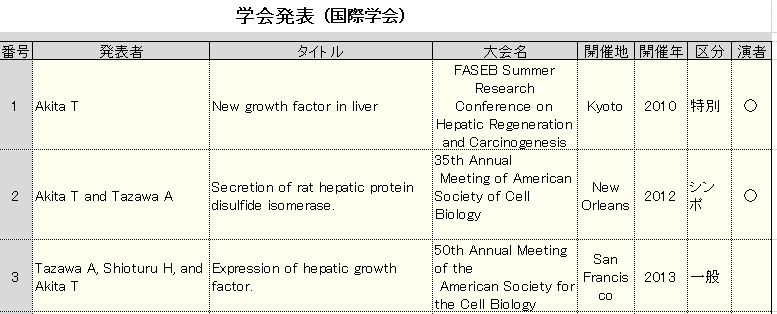 学会発表 (国際学会)
番号 発表者 タイトル 大会名 開催地 開催年 区分 演者
1 Akita T New growth factor in liver FASEB Summer Research Conference on Hepatic Regeneration and Carcinogenesis Kyoto 2010 特別 ○
2 Akita T and Tazawa A Secretion of rat hepatic protein disulfide isomerase. 35th Annual Meeting of American Society of Cell Biology New Orleans 2012 シンポ ○
3 Tazawa A, Shioturu H, and Akita T Expression of hepatic growth factor. 50th Annual Meeting of the American Society for the Cell Biology San Francisco 2013 一般